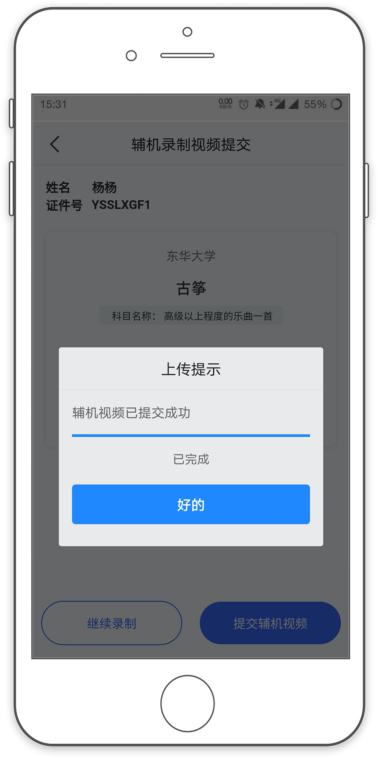 15:31
0.00
55%
辅机录制视频提交
姓名 杨杨
证件号 YSSLXGF1
东华大学
古筝
科目名称： 高级以上程度的乐曲一首
上传提示
辅机视频已提交成功
已完成
好的
继续录制
提交辅机视频